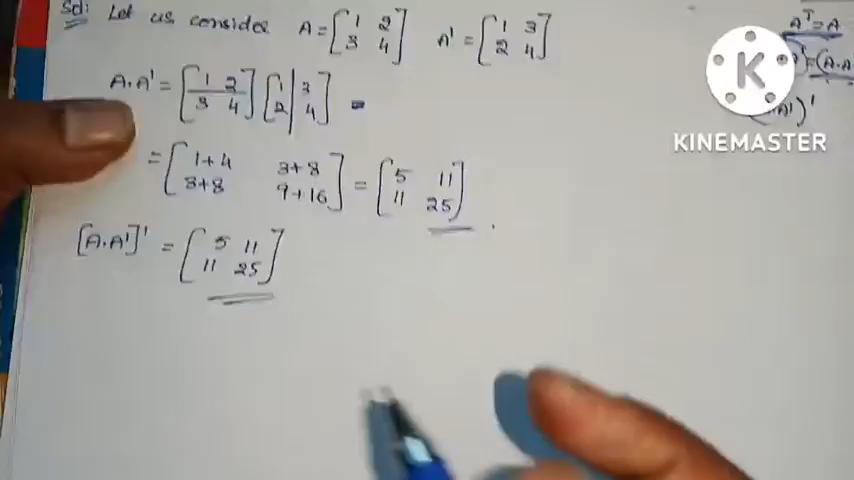 Sol: Let us consider A = [1 2 3 4] A' = [1 3 2 4]
A.A' = [1 2 3 4] [1 3 2 4] =
= [1+4 3+8 3+8 9+16] = [5 11 11 25].
[A.A']' = [5 11 11 25]
Aᵀ=A
K
KINEMASTER